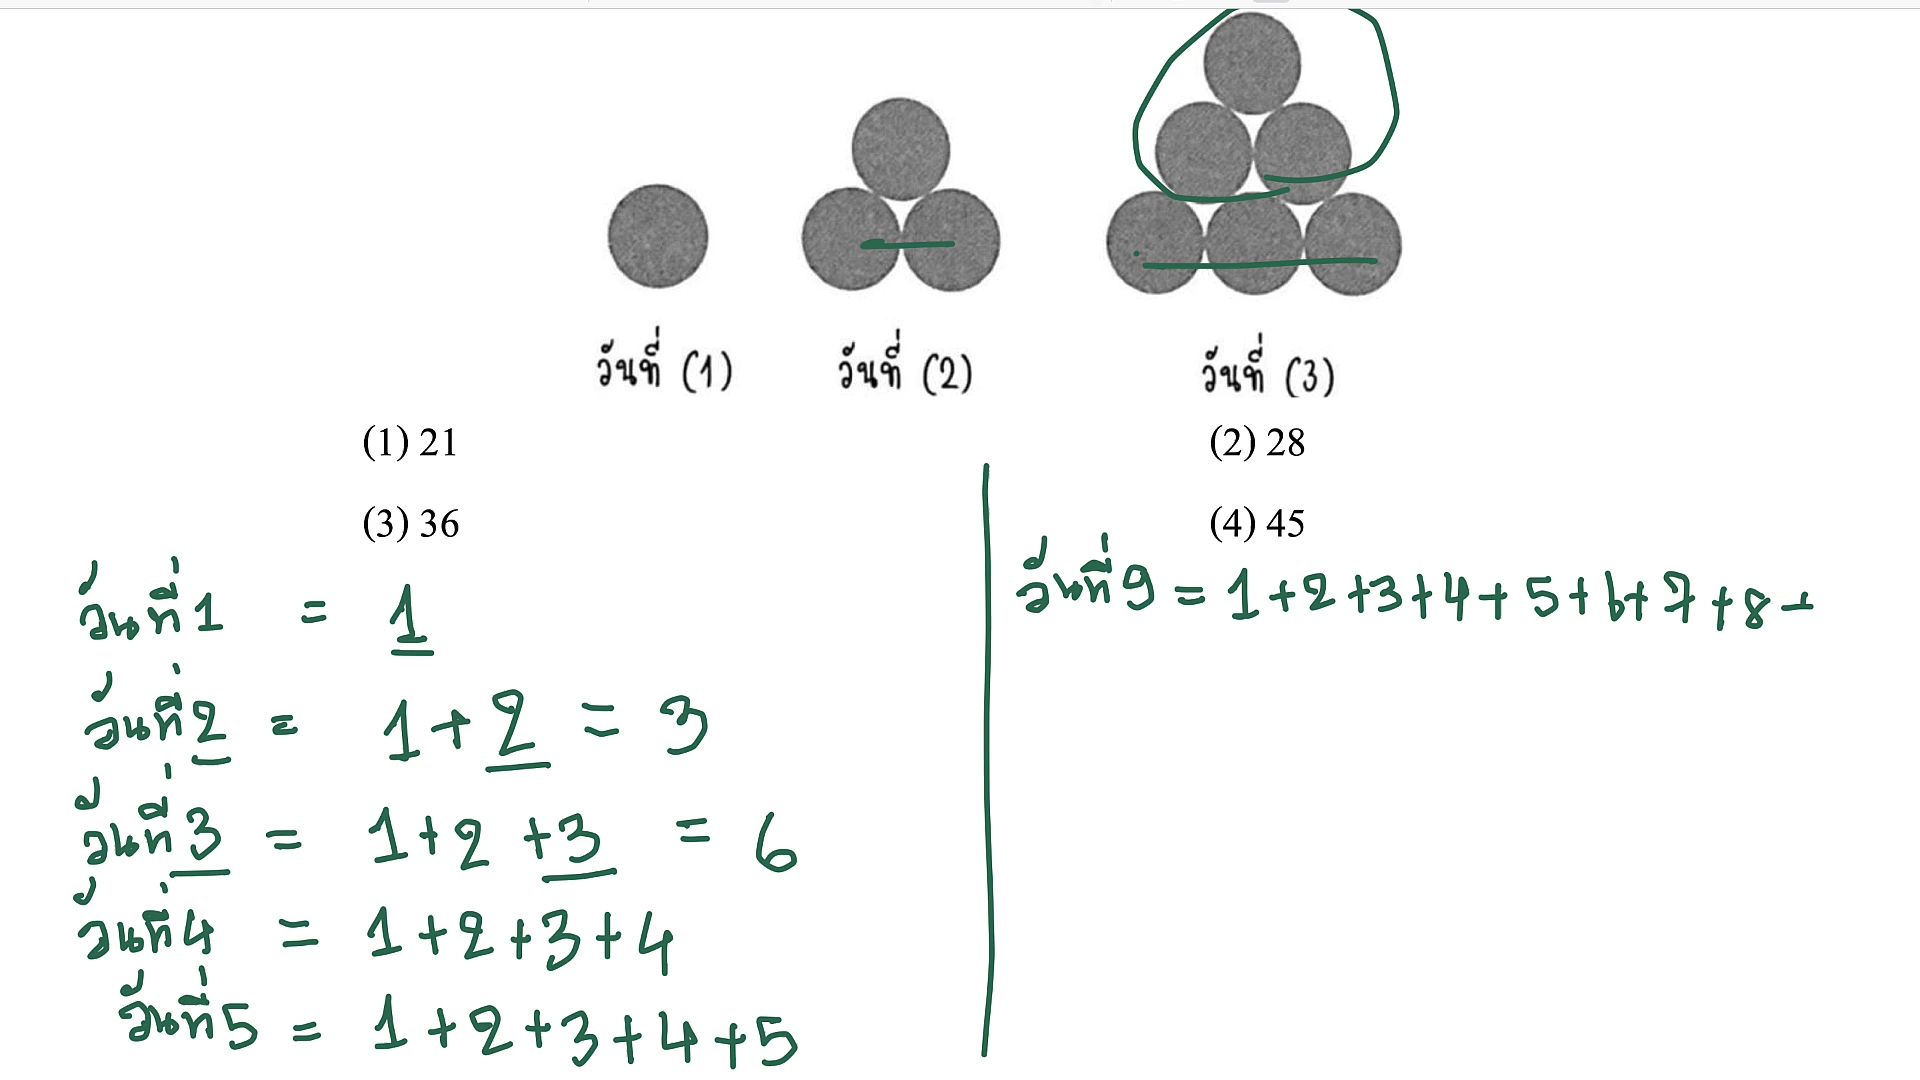 วันที่ (1) วันที่ (2) วันที่ (3)
(1) 21 (2) 28
(3) 36 (4) 45
วันที่ 1 = 1
วันที่ 2 = 1+2 = 3
วันที่ 3 = 1+2+3 = 6
วันที่ 4 = 1+2+3+4
วันที่ 5 = 1+2+3+4+5
วันที่ 9 = 1+2+3+4+5+6+7+8+